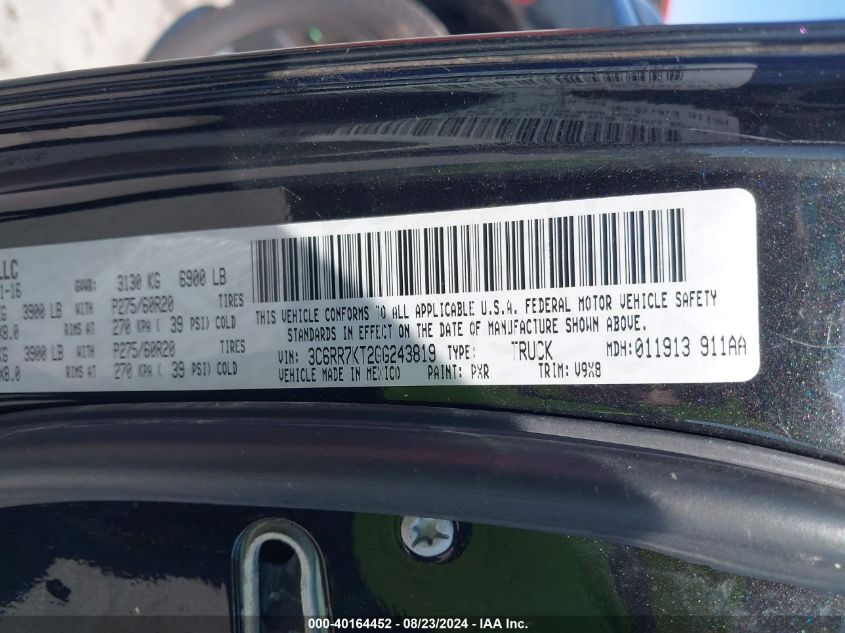 LLC
1-16 GVWR: 3130 KG 6900 LB
KG 3900 LB WITH P275/60R20 TIRES
X8.0 RIMS AT 270 KPA ( 39 PSI) COLD
KG 3900 LB WITH P275/60R20 TIRES
X8.0 RIMS AT 270 KPA ( 39 PSI) COLD
THIS VEHICLE CONFORMS TO ALL APPLICABLE U.S.A. FEDERAL MOTOR VEHICLE SAFETY
STANDARDS IN EFFECT ON THE DATE OF MANUFACTURE SHOWN ABOVE.
VIN: 3C6RR7KT2GG243819 TYPE: TRUCK MDH:011913 911AA
VEHICLE MADE IN MEXICO PAINT: PXR TRIM: V9X8
000-40164452 - 08/23/2024 - IAA Inc.